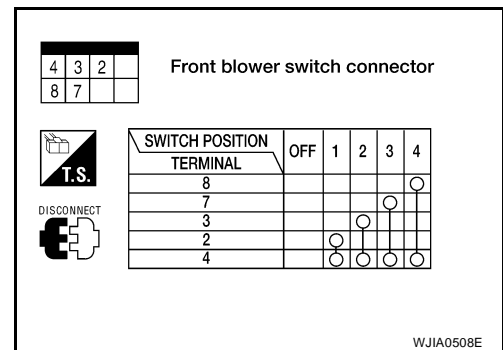 Front blower switch connector
4 3 2
8 7
T.S.
DISCONNECT
SWITCH POSITION OFF 1 2 3 4
TERMINAL
8
7
3
2
4
WJIA0508E